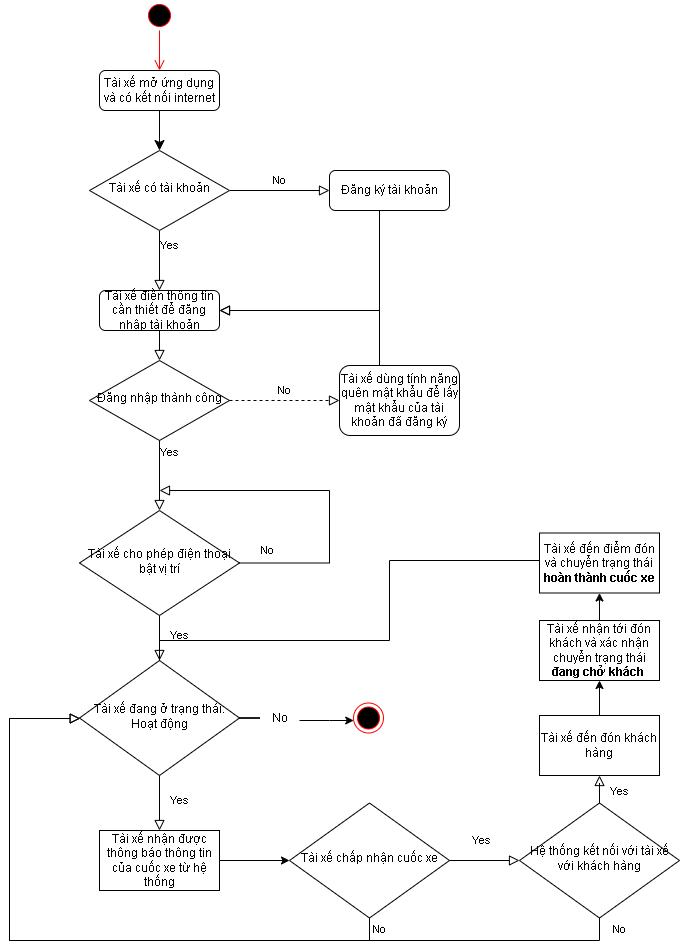 Tài xế mở ứng dụng
và có kết nối internet
Tài xế có tài khoản
No
Đăng ký tài khoản
Yes
Tài xế điền thông tin
cần thiết để đăng
nhập tài khoản
Đăng nhập thành công
No
Tài xế dùng tính năng
quên mật khẩu để lấy
mật khẩu của tài
khoản đã đăng ký
Yes
Tài xế cho phép điện thoại
bật vị trí
No
Yes
Tài xế đến điểm đón
và chuyển trạng thái
hoàn thành cuốc xe
Tài xế nhận tới đón
khách và xác nhận
chuyển trạng thái
đang chở khách
Tài xế đang ở trạng thái:
Hoạt động
No
Tài xế đến đón khách
hàng
Yes
Yes
Tài xế nhận được
thông báo thông tin
của cuốc xe từ hệ
thống
Tài xế chấp nhận cuốc xe
Yes
Hệ thống kết nối với tài xế
với khách hàng
No
No